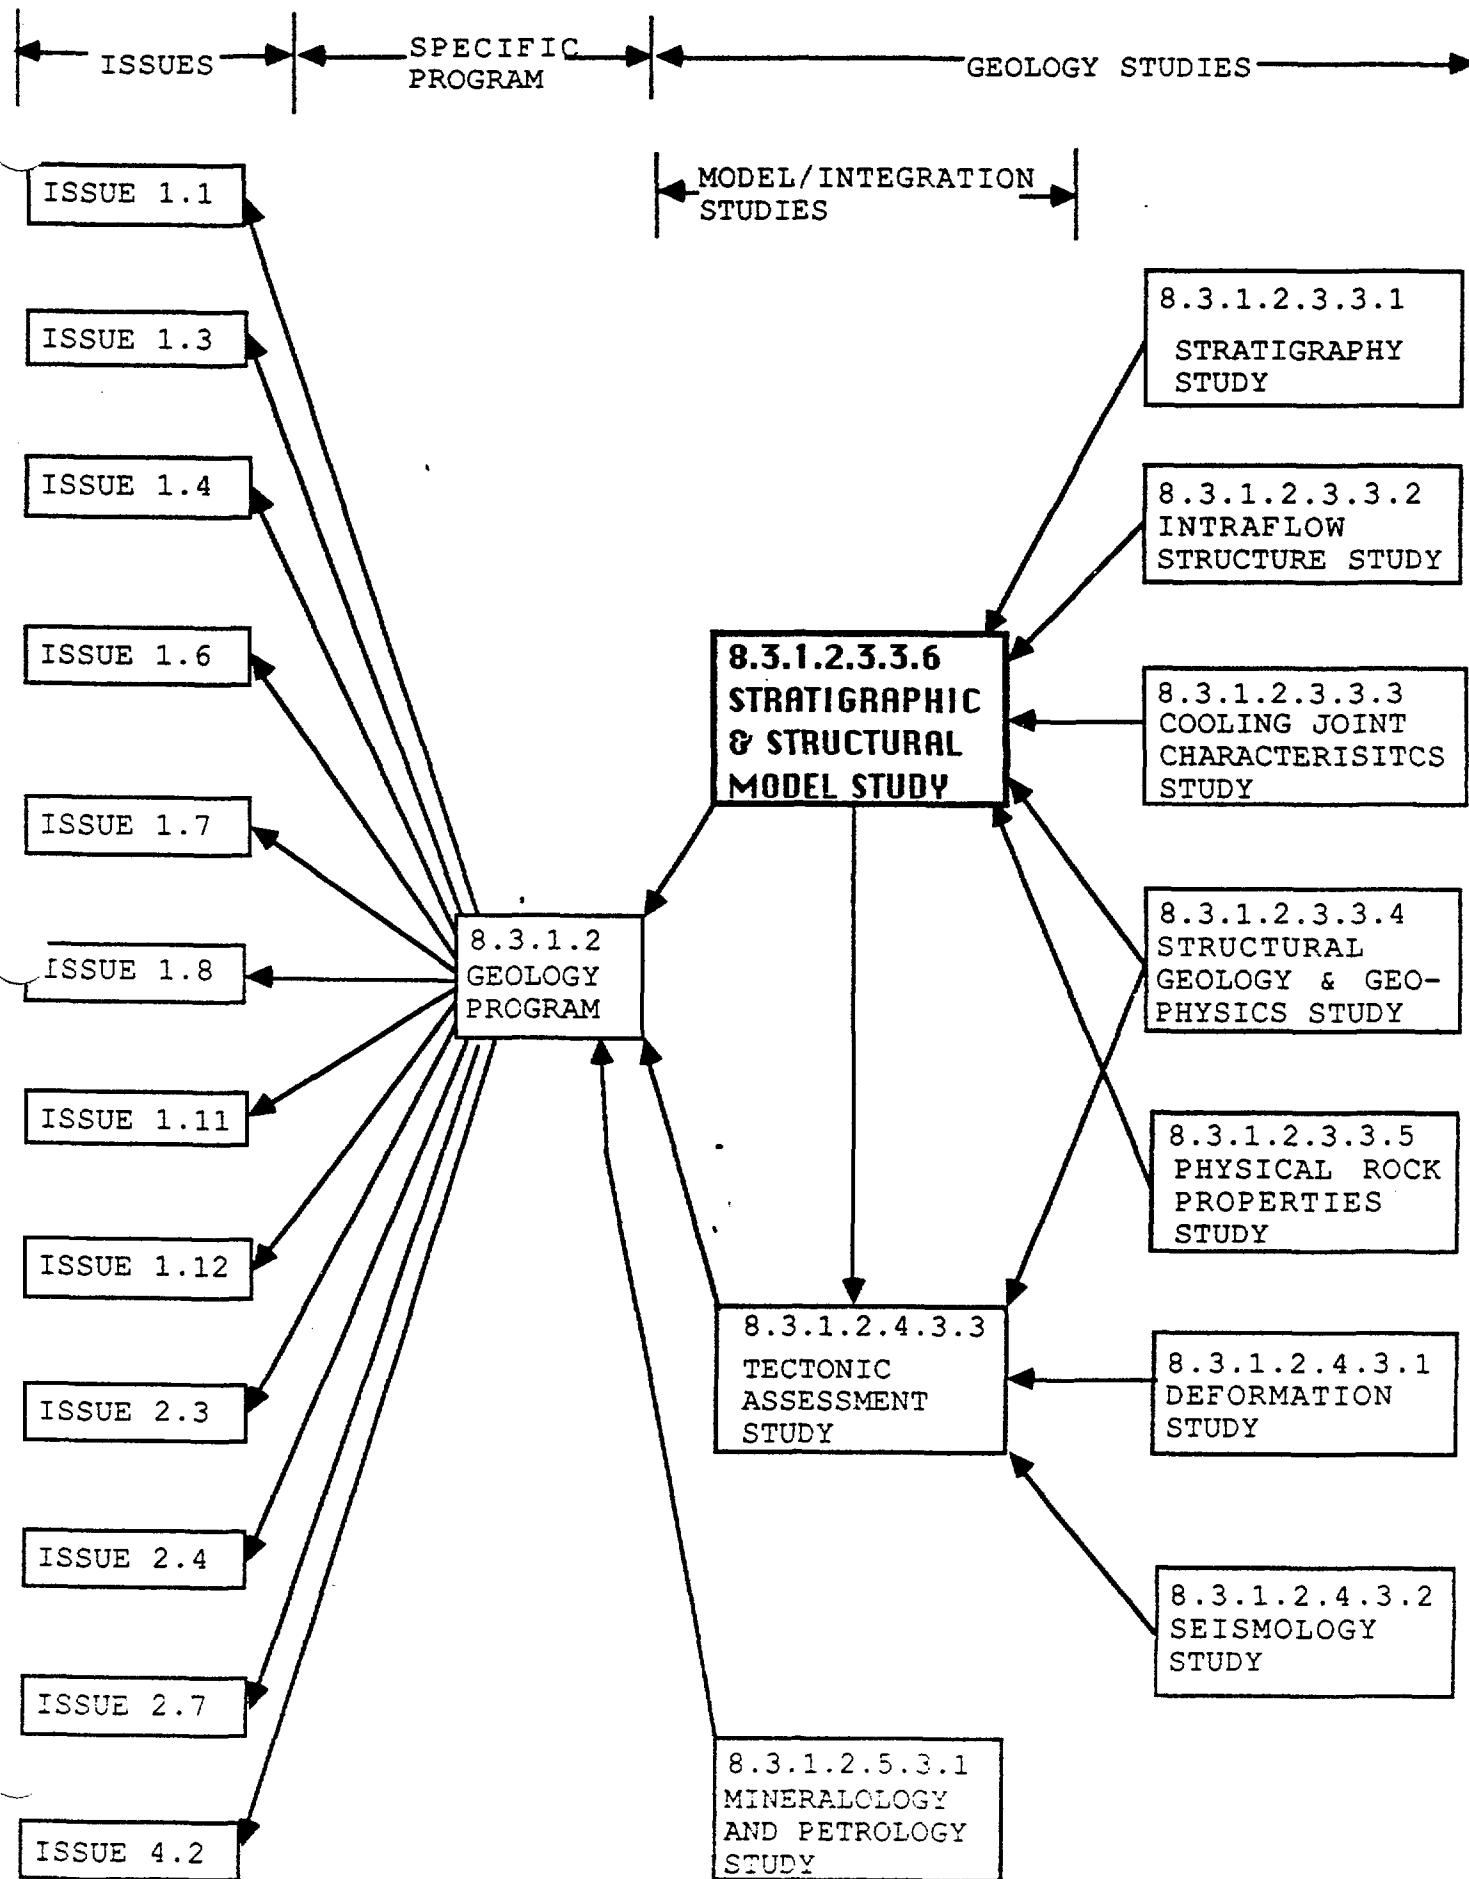 ISSUES
SPECIFIC
PROGRAM
GEOLOGY STUDIES
MODEL/INTEGRATION
STUDIES
ISSUE 1.1
ISSUE 1.3
ISSUE 1.4
ISSUE 1.6
ISSUE 1.7
ISSUE 1.8
ISSUE 1.11
ISSUE 1.12
ISSUE 2.3
ISSUE 2.4
ISSUE 2.7
ISSUE 4.2
8.3.1.2
GEOLOGY
PROGRAM
8.3.1.2.3.3.6
STRATIGRAPHIC
& STRUCTURAL
MODEL STUDY
8.3.1.2.4.3.3
TECTONIC
ASSESSMENT
STUDY
8.3.1.2.5.3.1
MINERALOLOGY
AND PETROLOGY
STUDY
8.3.1.2.3.3.1
STRATIGRAPHY
STUDY
8.3.1.2.3.3.2
INTRAFLOW
STRUCTURE STUDY
8.3.1.2.3.3.3
COOLING JOINT
CHARACTERISITCS
STUDY
8.3.1.2.3.3.4
STRUCTURAL
GEOLOGY & GEO-
PHYSICS STUDY
8.3.1.2.3.3.5
PHYSICAL ROCK
PROPERTIES
STUDY
8.3.1.2.4.3.1
DEFORMATION
STUDY
8.3.1.2.4.3.2
SEISMOLOGY
STUDY